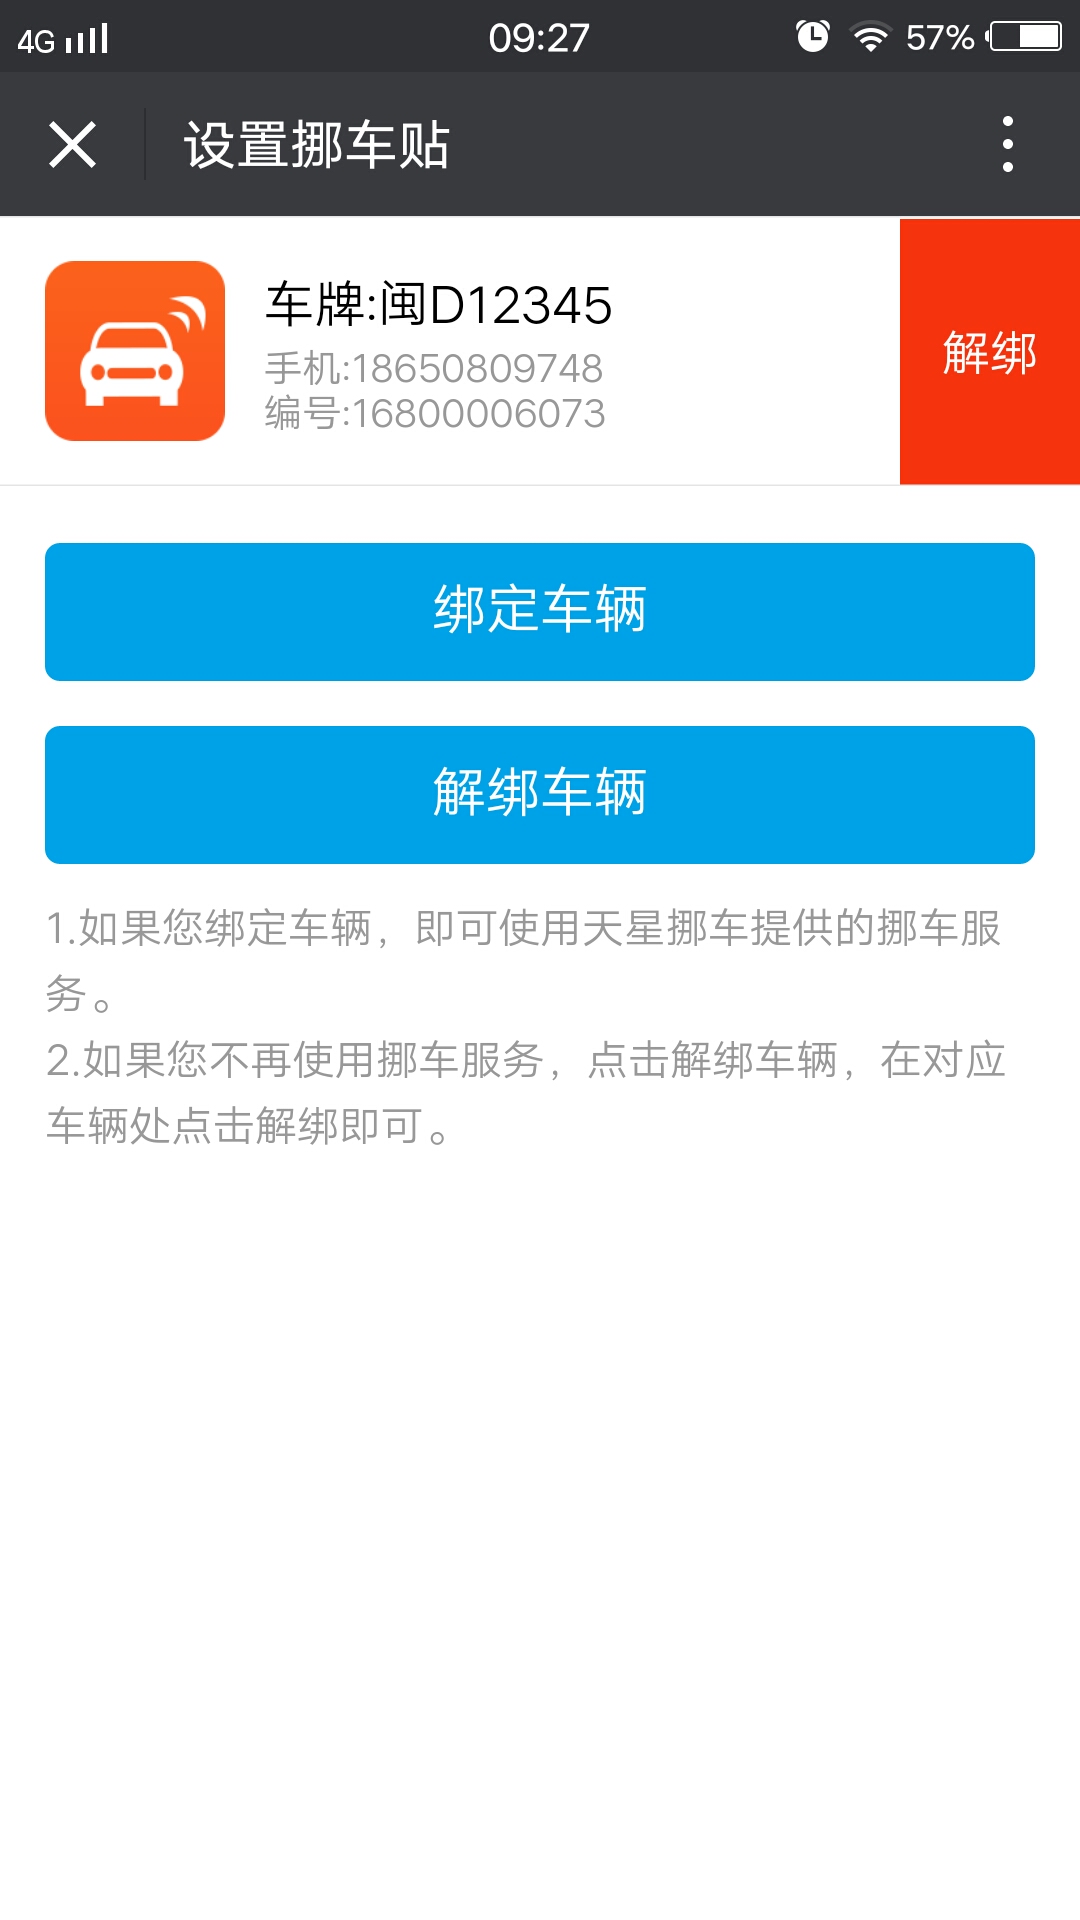 4G 09:27 57%
设置挪车贴
车牌:闽D12345
手机:18650809748
编号:16800006073
解绑
绑定车辆
解绑车辆
1.如果您绑定车辆，即可使用天星挪车提供的挪车服
务。
2.如果您不再使用挪车服务，点击解绑车辆，在对应
车辆处点击解绑即可。